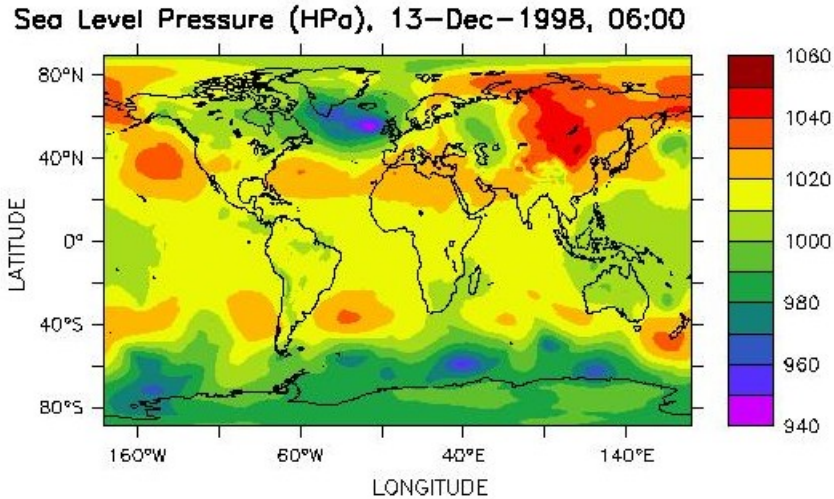 Sea Level Pressure (HPa), 13-Dec-1998, 06:00
1060
80°N
1040
40°N
1020
LATITUDE
0°
1000
980
40°S
960
80°S
940
160°W
60°W
40°E
140°E
LONGITUDE